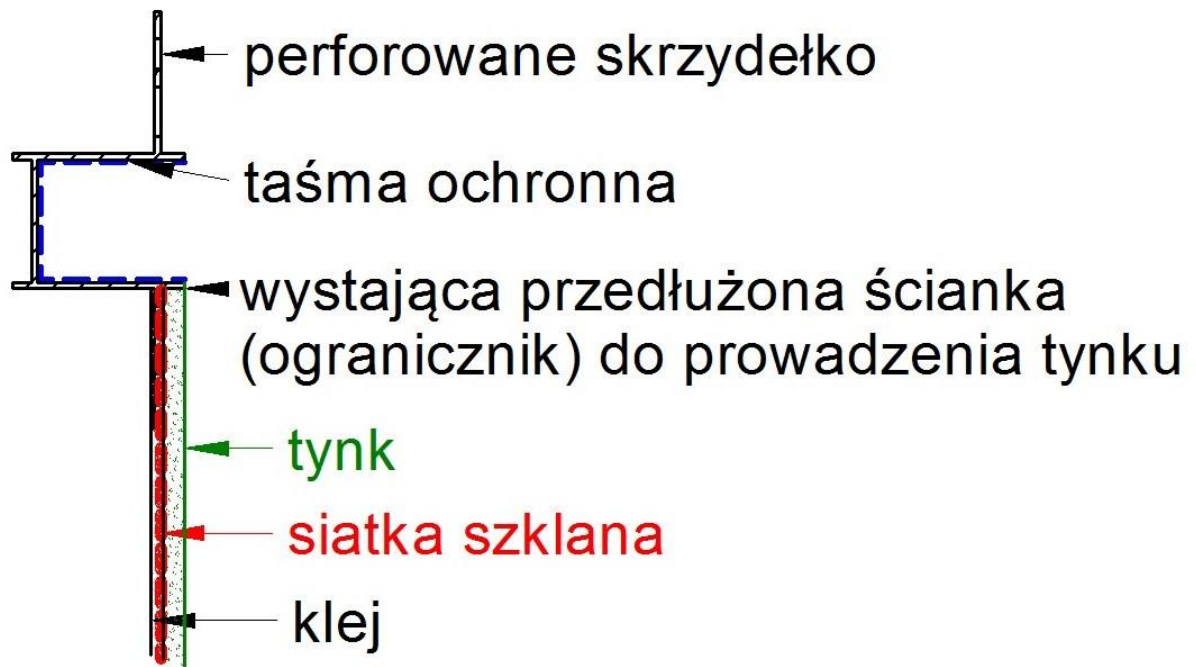 perforowane skrzydełko
taśma ochronna
wystająca przedłużona ścianka
(ogranicznik) do prowadzenia tynku
tynk
siatka szklana
klej